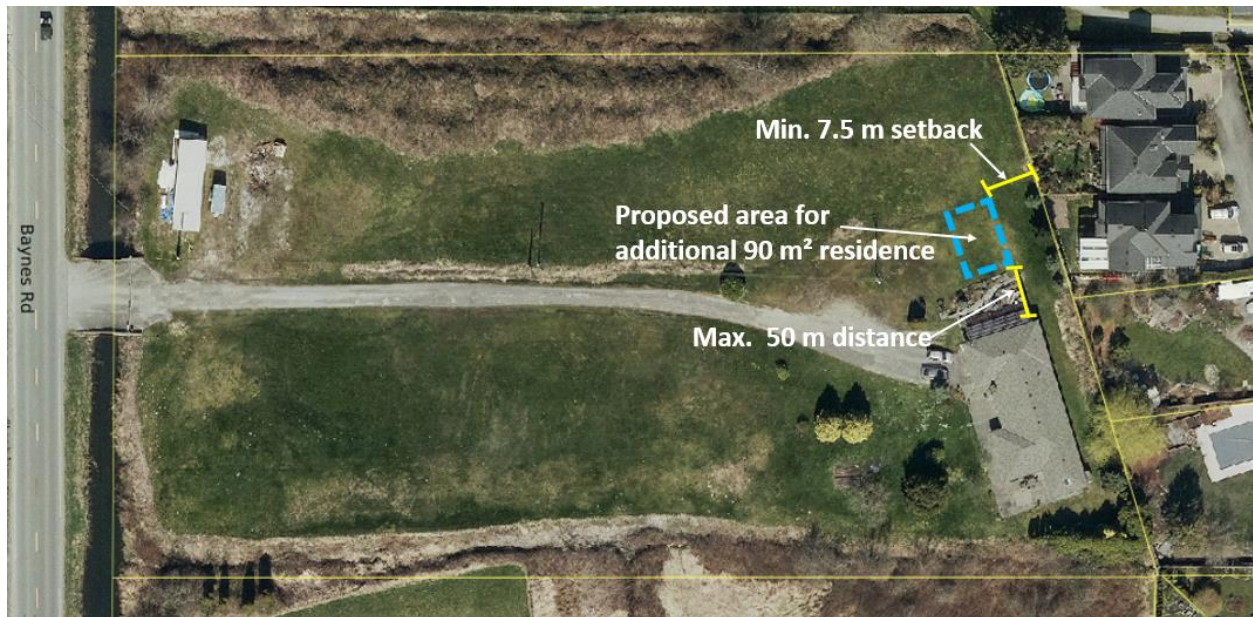 Min. 7.5 m setback
Proposed area for
additional 90 m² residence
Max.  50 m distance
Baynes Rd